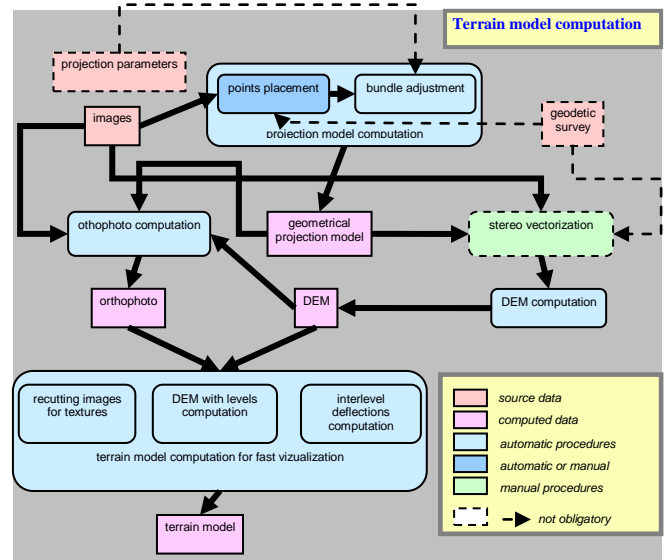 Terrain model computation
projection parameters
points placement
bundle adjustment
projection model computation
images
geodetic
survey
othophoto computation
geometrical
projection model
stereo vectorization
orthophoto
DEM
DEM computation
recutting images
for textures
DEM with levels
computation
interlevel
deflections
computation
terrain model computation for fast vizualization
terrain model
source data
computed data
automatic procedures
automatic or manual
manual procedures
not obligatory